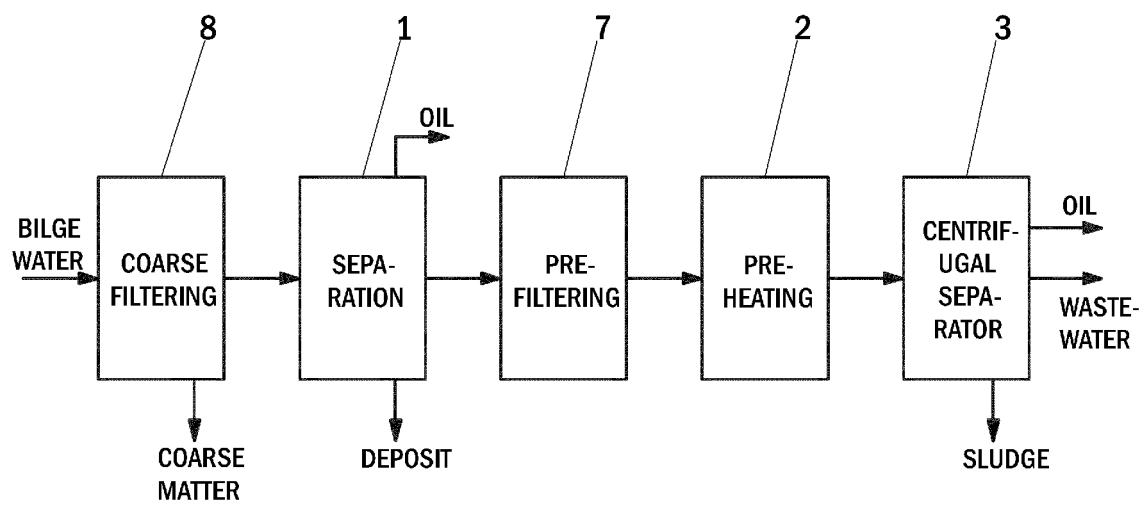 8
1
7
2
3
OIL
BILGE
WATER
COARSE
FILTERING
SEPA-
RATION
PRE-
FILTERING
PRE-
HEATING
CENTRIF-
UGAL
SEPA-
RATOR
OIL
WASTE-
WATER
COARSE
MATTER
DEPOSIT
SLUDGE